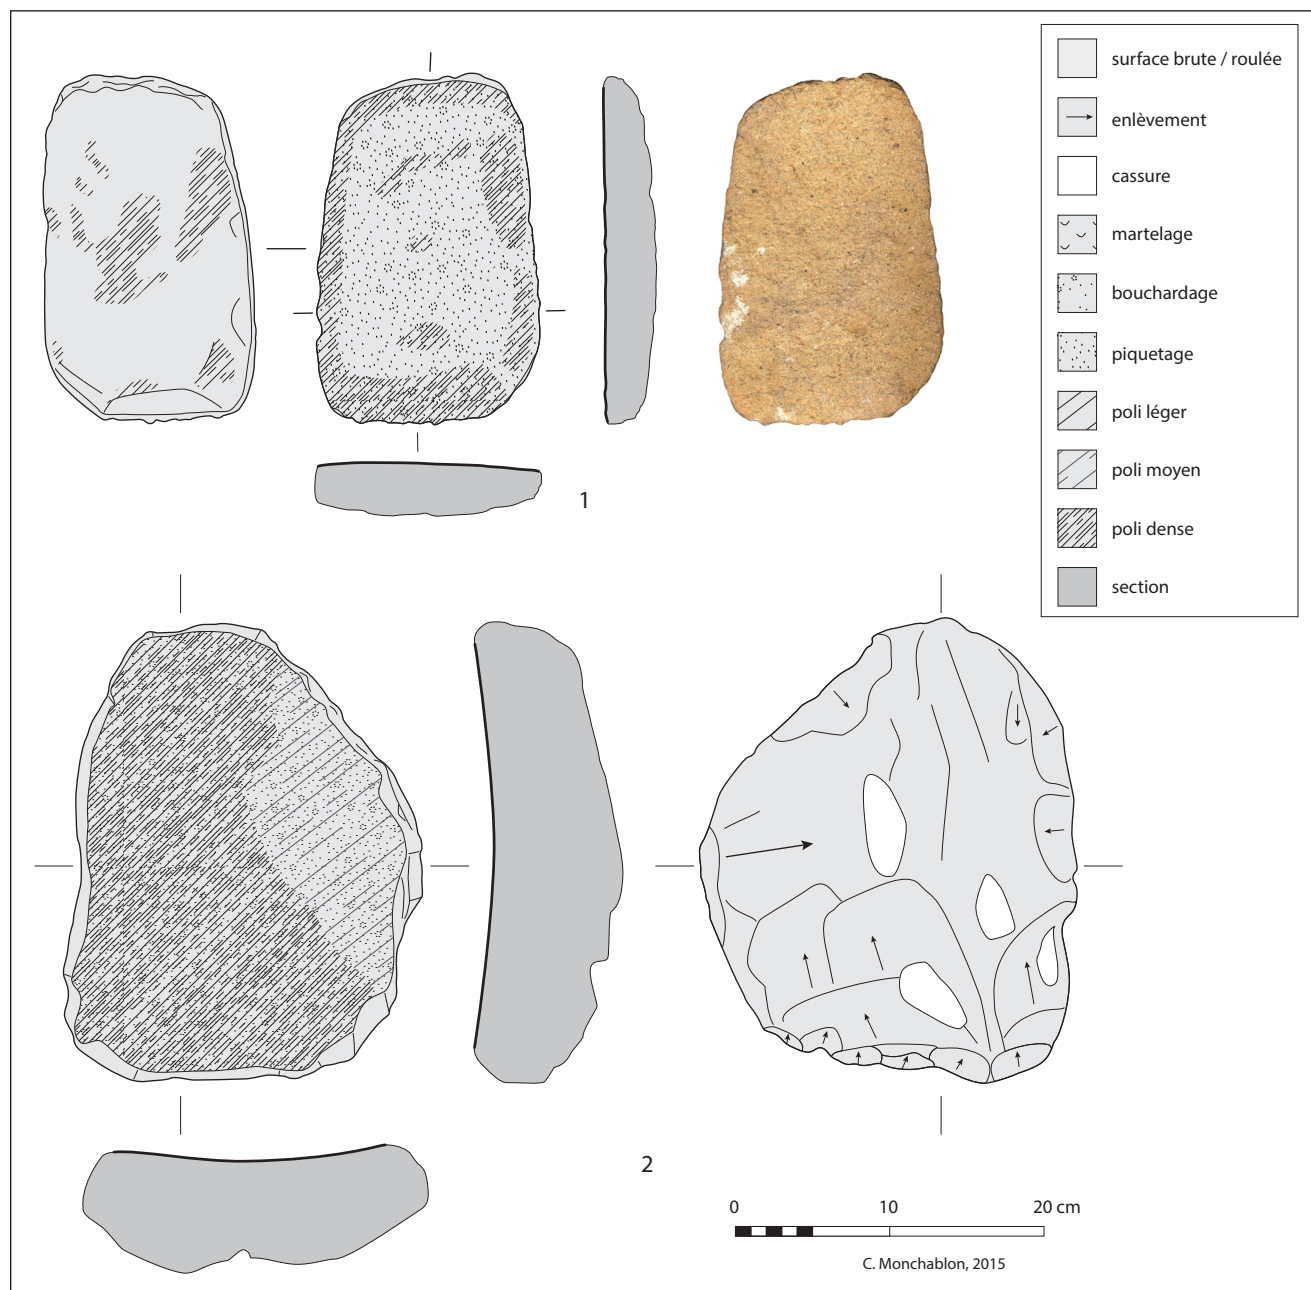 surface brute / roulée
enlèvement
cassure
martelage
bouchardage
piquetage
poli léger
poli moyen
poli dense
section
1
2
0 10 20 cm
C. Monchablon, 2015